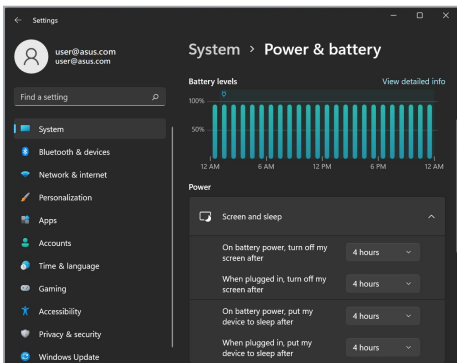 Settings
user@asus.com
user@asus.com
Find a setting
System
Bluetooth & devices
Network & internet
Personalization
Apps
Accounts
Time & language
Gaming
Accessibility
Privacy & security
Windows Update
System > Power & battery
Battery levels View detailed info
100%
50%
12 AM 6 AM 12 PM 6 PM 12 AM
Power
Screen and sleep
On battery power, turn off my
screen after
4 hours
When plugged in, turn off my
screen after
4 hours
On battery power, put my
device to sleep after
4 hours
When plugged in, put my
device to sleep after
4 hours